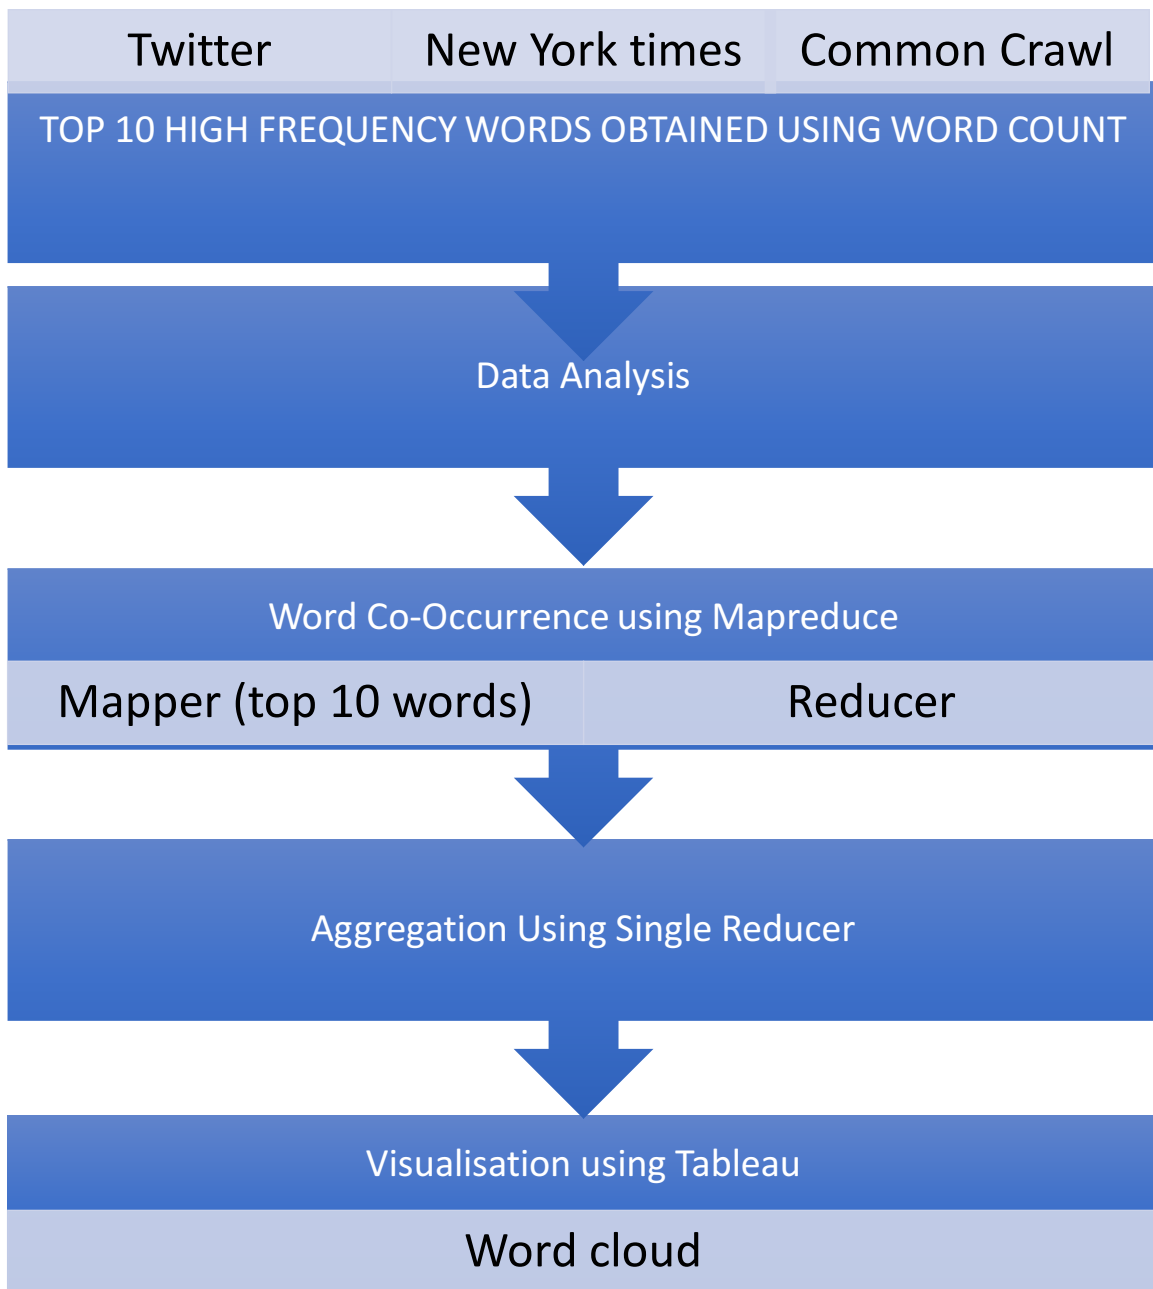 Twitter New York times Common Crawl
TOP 10 HIGH FREQUENCY WORDS OBTAINED USING WORD COUNT
Data Analysis
Word Co-Occurrence using Mapreduce
Mapper (top 10 words) Reducer
Aggregation Using Single Reducer
Visualisation using Tableau
Word cloud